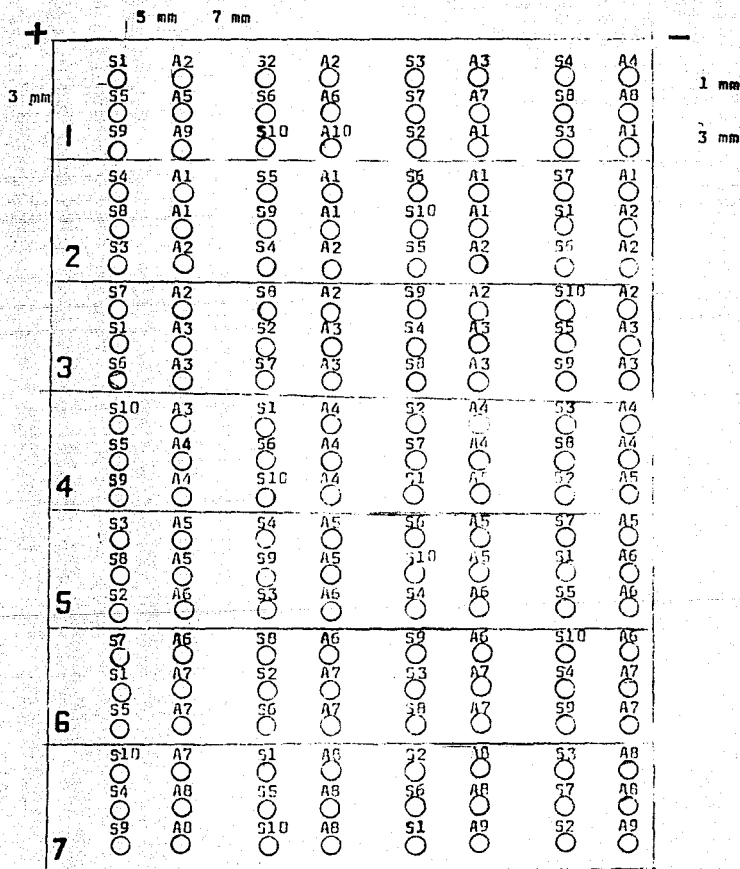 5 mm 7 mm
+ −
S1 A2 S2 A2 S3 A3 S4 A4
1 mm
3 mm S5 A5 S6 A6 S7 A7 S8 A8
1 S9 A9 S10 A10 S2 A1 S3 A1 3 mm
S4 A1 S5 A1 S6 A1 S7 A1
S8 A1 S9 A1 S10 A1 S1 A2
2 S3 A2 S4 A2 S5 A2 S6 A2
S7 A2 S8 A2 S9 A2 S10 A2
S1 A3 S2 A3 S4 A3 S5 A3
3 S6 A3 S7 A3 S8 A3 S9 A3
S10 A3 S1 A4 S2 A4 S3 A4
S5 A4 S6 A4 S7 A4 S8 A4
4 S9 A4 S10 A4 S1 A5 S2 A5
S3 A5 S4 A5 S6 A5 S7 A5
S8 A5 S9 A5 S10 A5 S1 A6
5 S2 A6 S3 A6 S4 A6 S5 A6
S7 A6 S8 A6 S9 A6 S10 A6
S1 A7 S2 A7 S3 A7 S4 A7
6 S5 A7 S6 A7 S8 A7 S9 A7
S10 A7 S1 A8 S2 A8 S3 A8
S4 A8 S5 A8 S6 A8 S7 A8
7 S9 A8 S10 A8 S1 A9 S2 A9